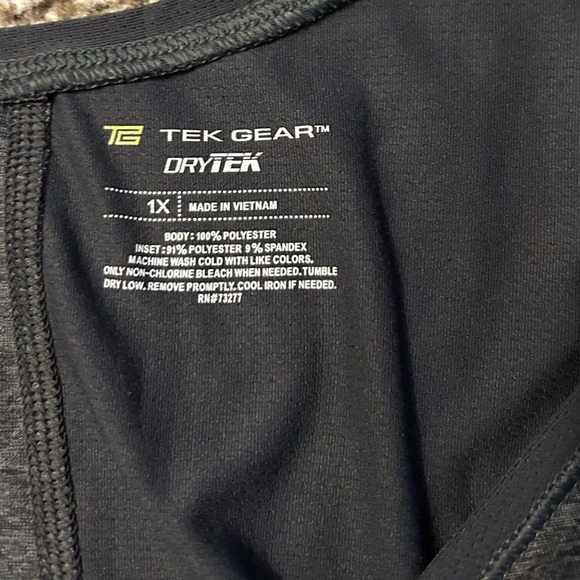 TG TEK GEAR™
DRYTEK
1X MADE IN VIETNAM
BODY: 100% POLYESTER
INSET: 91% POLYESTER 9% SPANDEX
MACHINE WASH COLD WITH LIKE COLORS.
ONLY NON-CHLORINE BLEACH WHEN NEEDED. TUMBLE
DRY LOW. REMOVE PROMPTLY. COOL IRON IF NEEDED.
RN#73277